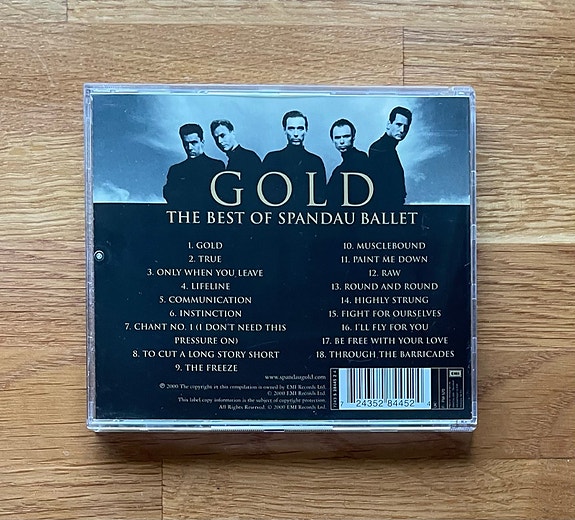 GOLD
THE BEST OF SPANDAU BALLET
1. GOLD
2. TRUE
3. ONLY WHEN YOU LEAVE
4. LIFELINE
5. COMMUNICATION
6. INSTINCTION
7. CHANT NO. 1 (I DON'T NEED THIS
PRESSURE ON)
8. TO CUT A LONG STORY SHORT
9. THE FREEZE
10. MUSCLEBOUND
11. PAINT ME DOWN
12. RAW
13. ROUND AND ROUND
14. HIGHLY STRUNG
15. FIGHT FOR OURSELVES
16. I'LL FLY FOR YOU
17. BE FREE WITH YOUR LOVE
18. THROUGH THE BARRICADES
www.spandaugold.com
℗ 2000 The copyright in this compilation is owned by EMI Records Ltd.
© 2000 EMI Records Ltd.
This label copy information is the subject of copyright protection.
All Rights Reserved. © 2000 EMI Records Ltd.
7 24352 84452 4
EMI